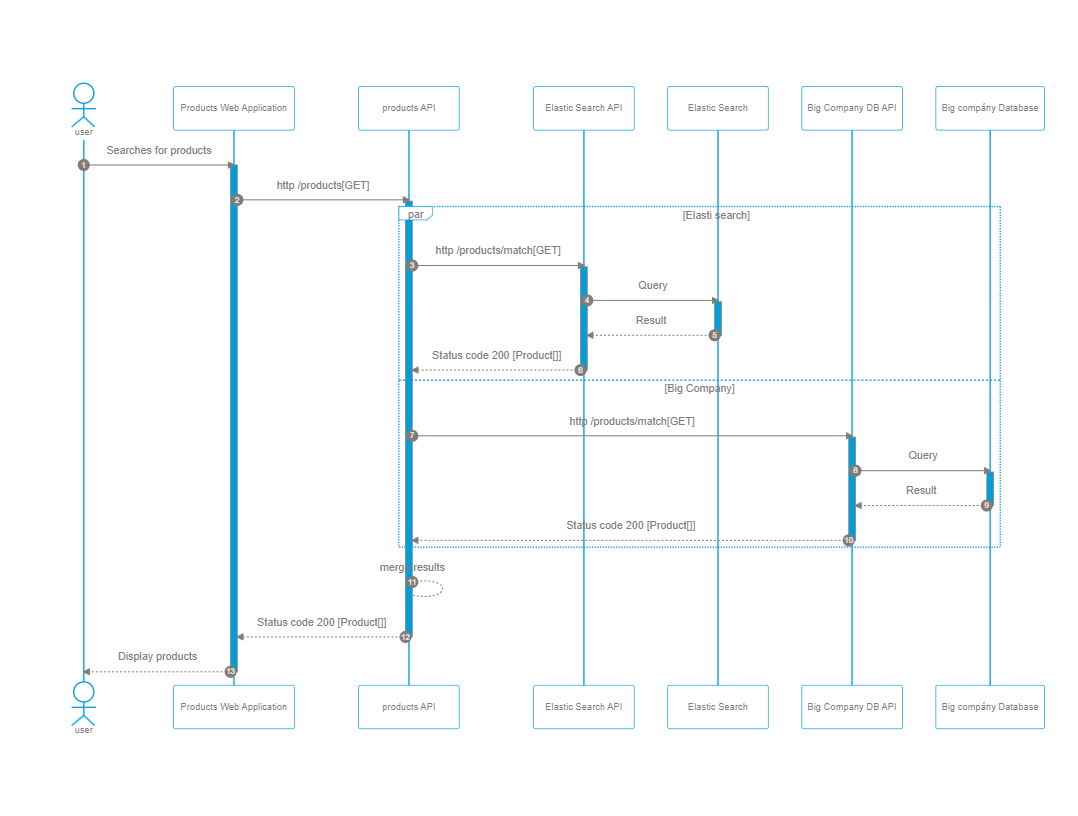 Products Web Application
products API
Elastic Search API
Elastic Search
Big Company DB API
Big compány Database
user
Searches for products
1
http /products[GET]
2
par
[Elasti search]
http /products/match[GET]
3
Query
4
Result
5
Status code 200 [Product[]]
6
[Big Company]
http /products/match[GET]
7
Query
8
Result
9
Status code 200 [Product[]]
10
merge results
11
Status code 200 [Product[]]
12
Display products
13
Products Web Application
products API
Elastic Search API
Elastic Search
Big Company DB API
Big compány Database
user